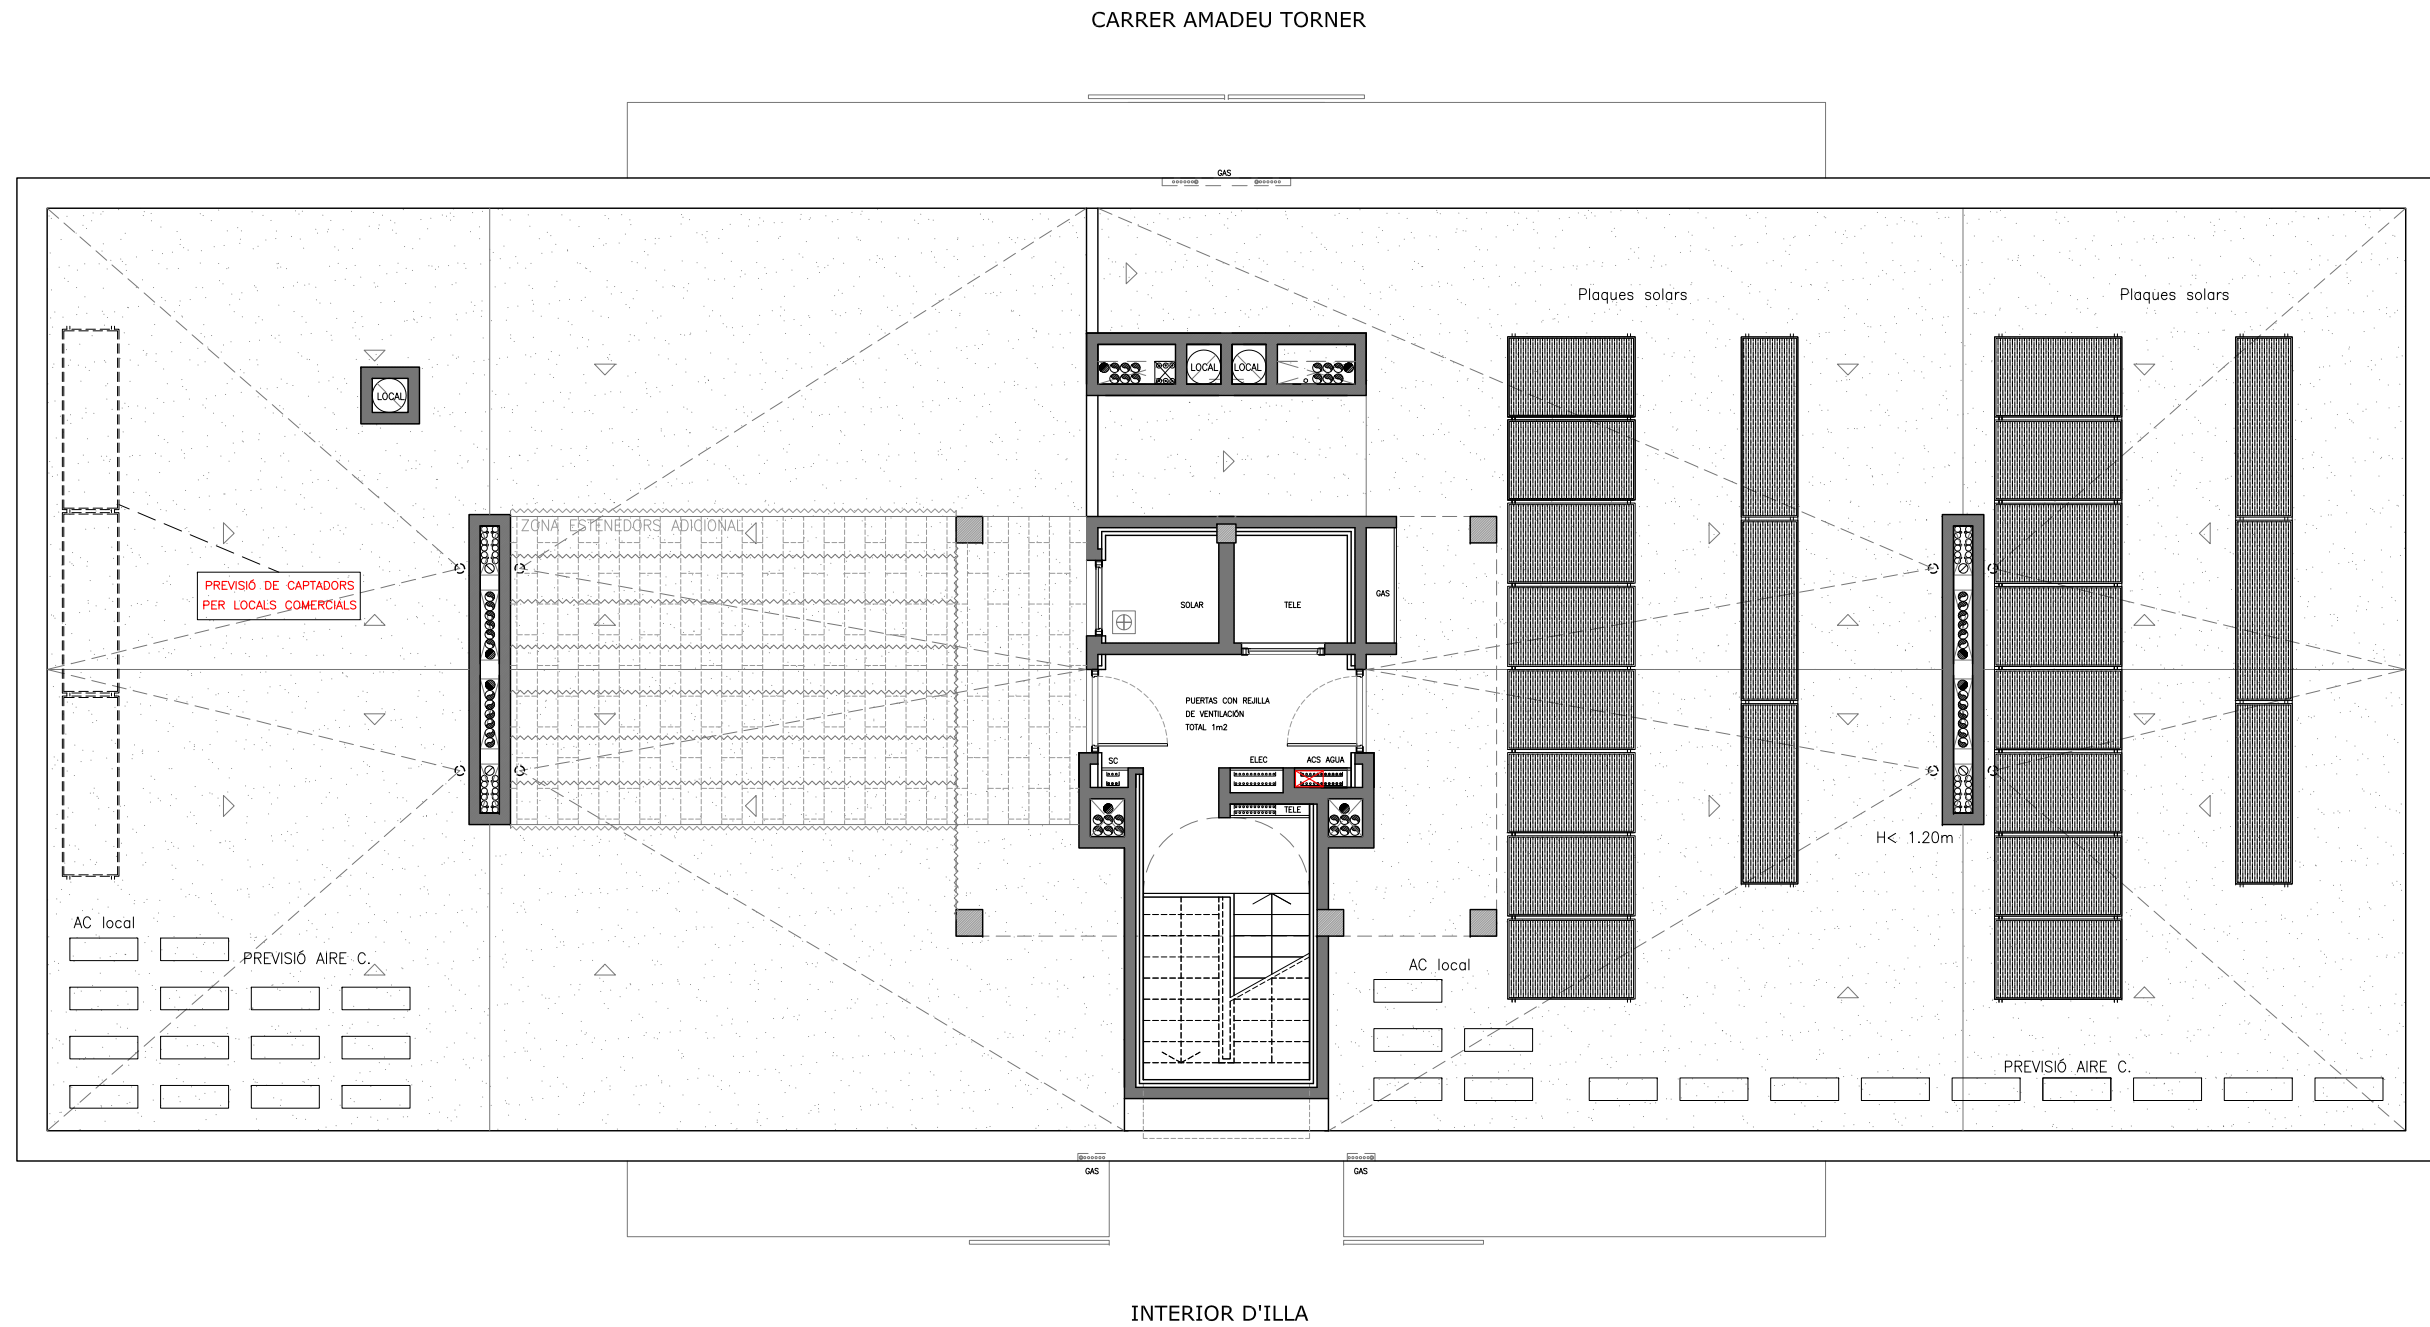 CARRER AMADEU TORNER
GAS
Plaques solars
Plaques solars
LOCAL
LOCAL
LOCAL
ZONA ESTENEDORS ADICIONAL
PREVISIÓ DE CAPTADORS
PER LOCALS COMERCIALS
SOLAR
TELE
GAS
PUERTAS CON REJILLA
DE VENTILACIÓN
TOTAL 1m2
SC
ELEC
ACS AGUA
TELE
H< 1.20m
AC local
PREVISIÓ AIRE C.
AC local
PREVISIÓ AIRE C.
GAS
GAS
INTERIOR D'ILLA